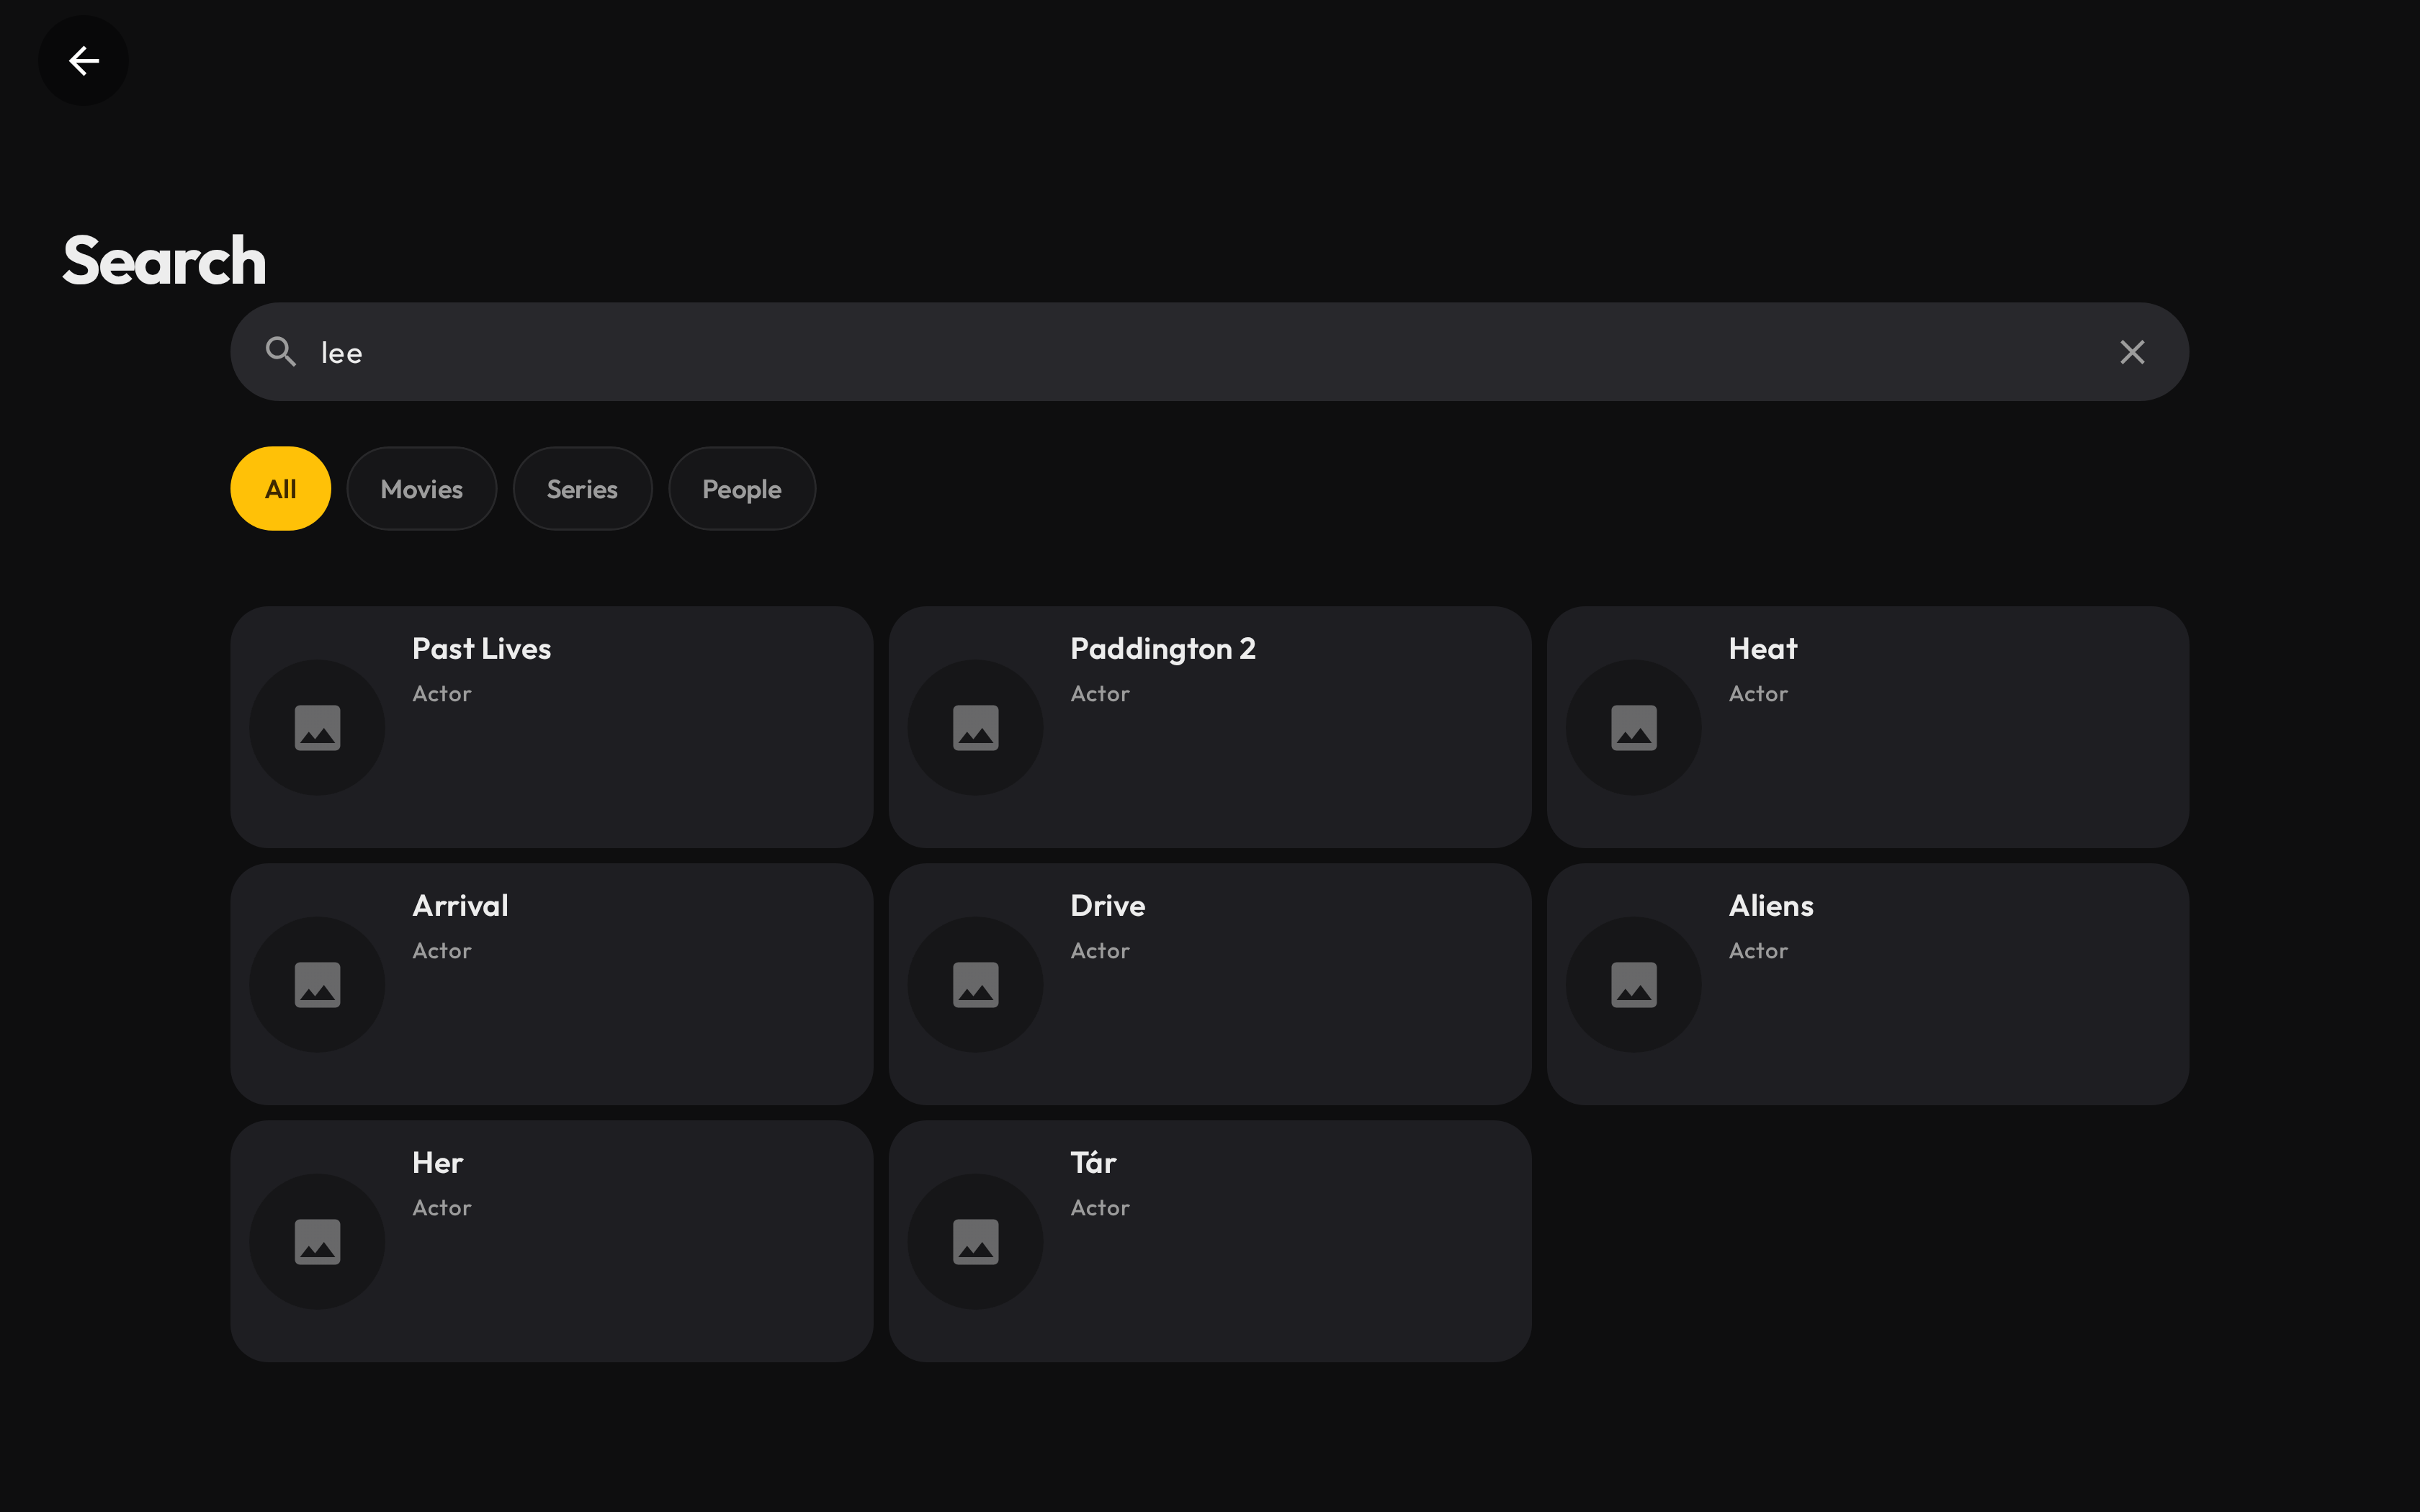 Search
lee
All
Movies
Series
People
Past Lives
Actor
Paddington 2
Actor
Heat
Actor
Arrival
Actor
Drive
Actor
Aliens
Actor
Her
Actor
Tár
Actor